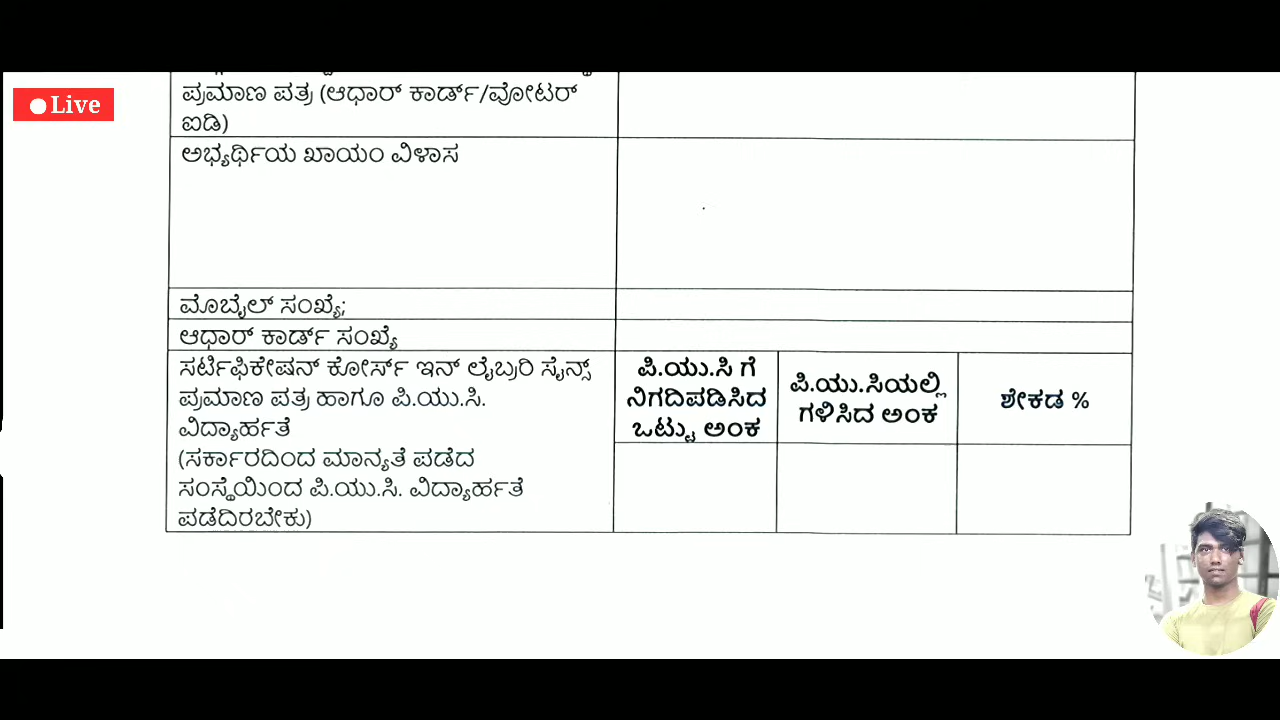 Live
ಪ್ರಮಾಣ ಪತ್ರ (ಆಧಾರ್ ಕಾರ್ಡ್/ವೋಟರ್
ಐಡಿ)
ಅಭ್ಯರ್ಥಿಯ ಖಾಯಂ ವಿಳಾಸ
ಮೊಬೈಲ್ ಸಂಖ್ಯೆ;
ಆಧಾರ್ ಕಾರ್ಡ್ ಸಂಖ್ಯೆ
ಸರ್ಟಿಫಿಕೇಷನ್ ಕೋರ್ಸ್ ಇನ್ ಲೈಬ್ರರಿ ಸೈನ್ಸ್
ಪ್ರಮಾಣ ಪತ್ರ ಹಾಗೂ ಪಿ.ಯು.ಸಿ.
ವಿದ್ಯಾರ್ಹತೆ
(ಸರ್ಕಾರದಿಂದ ಮಾನ್ಯತೆ ಪಡೆದ
ಸಂಸ್ಥೆಯಿಂದ ಪಿ.ಯು.ಸಿ. ವಿದ್ಯಾರ್ಹತೆ
ಪಡೆದಿರಬೇಕು)
ಪಿ.ಯು.ಸಿ ಗೆ
ನಿಗದಿಪಡಿಸಿದ
ಒಟ್ಟು ಅಂಕ
ಪಿ.ಯು.ಸಿಯಲ್ಲಿ
ಗಳಿಸಿದ ಅಂಕ
ಶೇಕಡ %